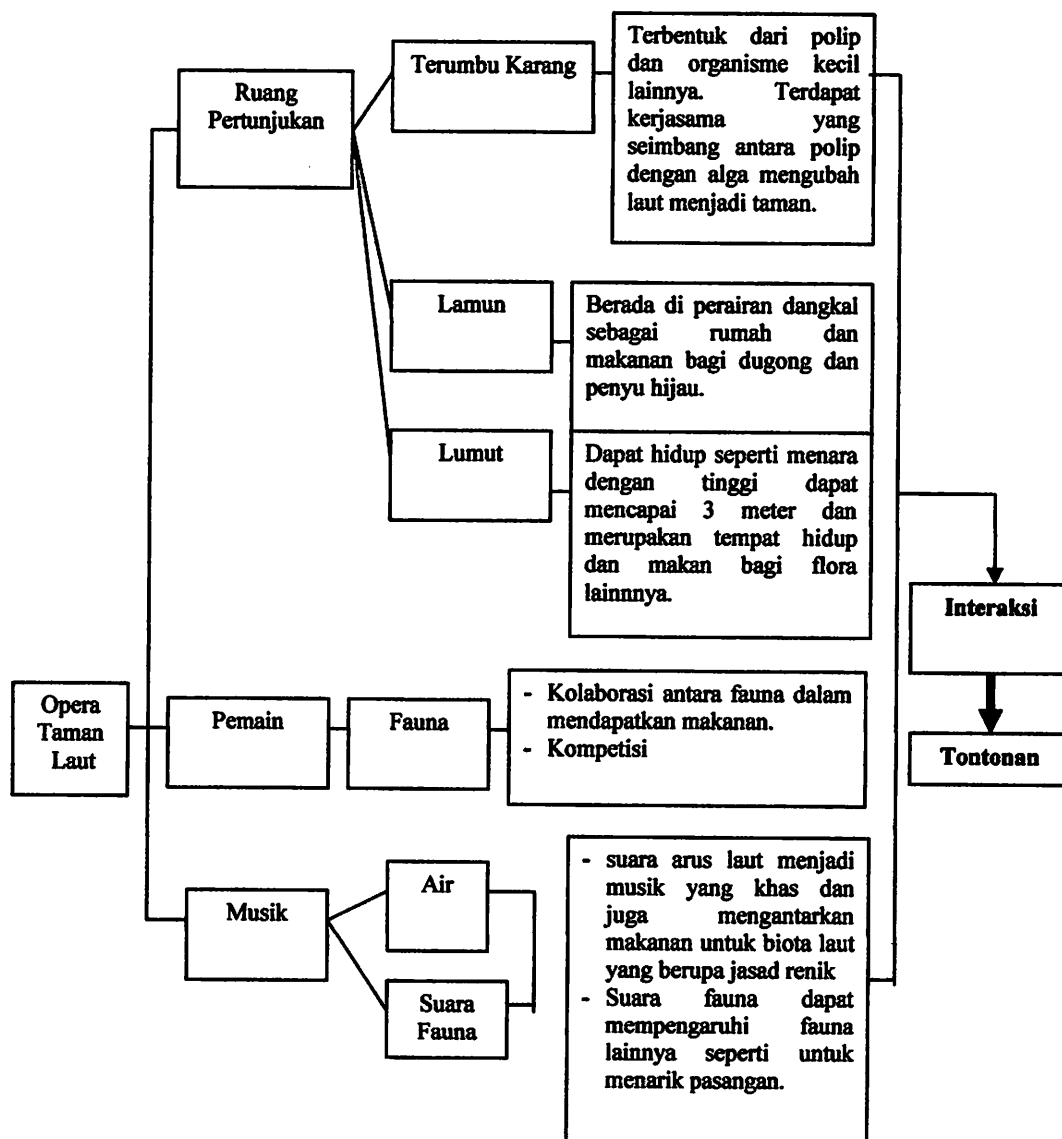 Ruang
Pertunjukan
Terumbu Karang
Terbentuk dari polip
dan organisme kecil
lainnya. Terdapat
kerjasama yang
seimbang antara polip
dengan alga mengubah
laut menjadi taman.
Lamun
Berada di perairan dangkal
sebagai rumah dan
makanan bagi dugong dan
penyu hijau.
Lumut
Dapat hidup seperti menara
dengan tinggi dapat
mencapai 3 meter dan
merupakan tempat hidup
dan makan bagi flora
lainnnya.
Interaksi
Tontonan
Opera
Taman
Laut
Pemain
Fauna
- Kolaborasi antara fauna dalam
mendapatkan makanan.
- Kompetisi
Musik
Air
Suara
Fauna
- suara arus laut menjadi
musik yang khas dan
juga mengantarkan
makanan untuk biota laut
yang berupa jasad renik
- Suara fauna dapat
mempengaruhi fauna
lainnya seperti untuk
menarik pasangan.